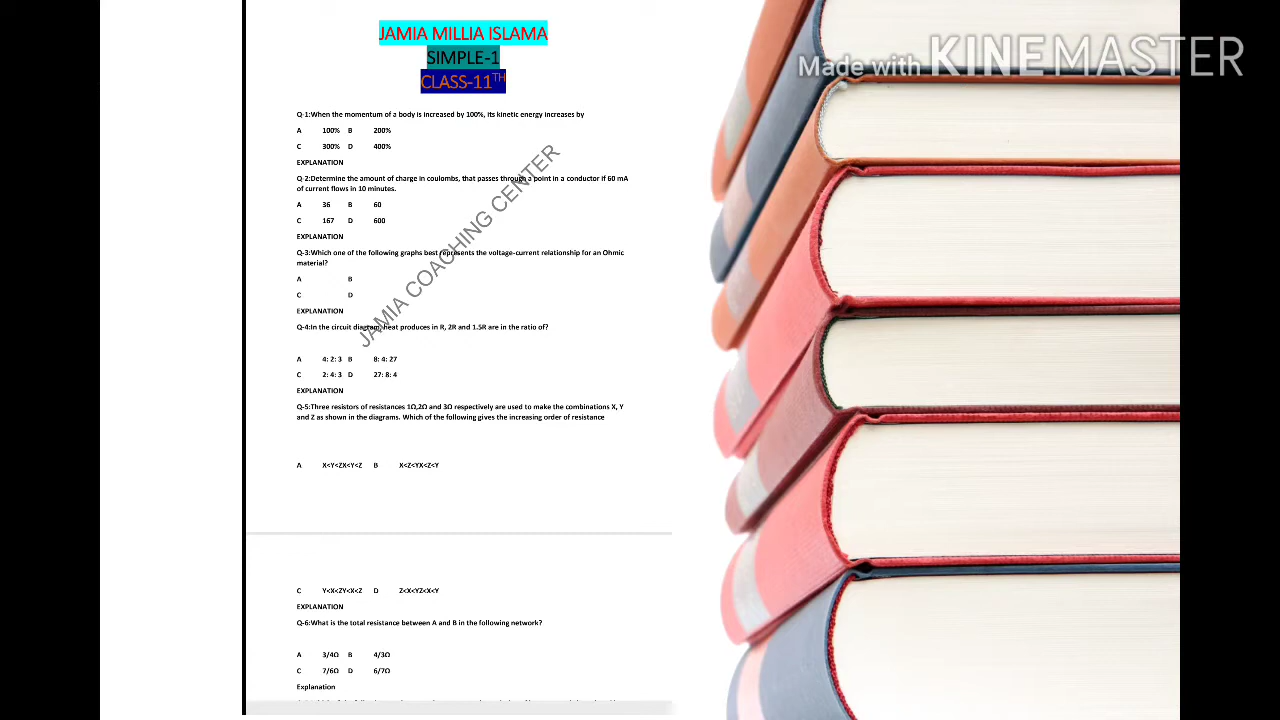 JAMIA MILLIA ISLAMA
SIMPLE-1
CLASS-11TH
Made with KINEMASTER
Q-1:When the momentum of a body is increased by 100%, its kinetic energy increases by
A 100% B 200%
C 300% D 400%
EXPLANATION
Q-2:Determine the amount of charge in coulombs, that passes through a point in a conductor if 60 mA
of current flows in 10 minutes.
A 36 B 60
C 167 D 600
EXPLANATION
Q-3:Which one of the following graphs best represents the voltage-current relationship for an Ohmic
material?
A B
C D
EXPLANATION
JAMIA COACHING CENTER
Q-4:In the circuit diagram, heat produces in R, 2R and 1.5R are in the ratio of?
A 4: 2: 3 B 8: 4: 27
C 2: 4: 3 D 27: 8: 4
EXPLANATION
Q-5:Three resistors of resistances 1Ω,2Ω and 3Ω respectively are used to make the combinations X, Y
and Z as shown in the diagrams. Which of the following gives the increasing order of resistance
A X<Y<ZX<Y<Z B X<Z<YX<Z<Y
C Y<X<ZY<X<Z D Z<X<YZ<X<Y
EXPLANATION
Q-6:What is the total resistance between A and B in the following network?
A 3/4Ω B 4/3Ω
C 7/6Ω D 6/7Ω
Explanation